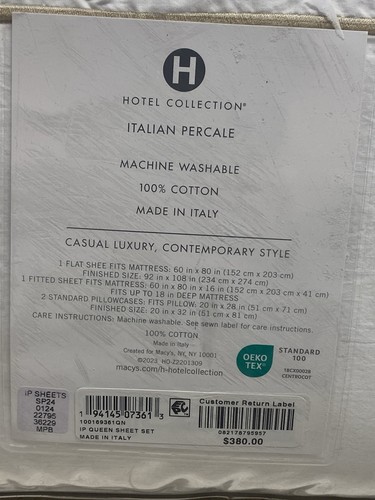 H
HOTEL COLLECTION®
ITALIAN PERCALE
MACHINE WASHABLE
100% COTTON
MADE IN ITALY
CASUAL LUXURY, CONTEMPORARY STYLE
1 FLAT SHEE FITS MATTRESS: 60 in x 80 in (152 cm x 203 cm)
FINISHED SIZE: 92 in x 108 in (234 cm x 274 cm)
1 FITTED SHEET FITS MATTRESS: 60 in x 80 in x 16 in (152 cm x 203 cm x 41 cm)
FITS UP TO 18 in DEEP MATTRESS
2 STANDARD PILLOWCASES: FITS PILLOW: 20 in x 28 in (51 cm x 71 cm)
FINISHED SIZE: 20 in x 32 in (51 cm x 81 cm)
CARE INSTRUCTIONS: Machine washable. See sewn label for care instructions.
100% COTTON
Made in Italy
Created for Macy's, NY, NY 10001
©2023 HD-22201309
macys.com/h-hotelcollection
OEKO
TEX®
STANDARD
100
18CX00028
CENTROCOT
IP SHEETS
SP24
0124
22795
36229
MPB
1 94145 07361 3
100169361QN
IP QUEEN SHEET SET
MADE IN ITALY
Customer Return Label
082178795957
$380.00